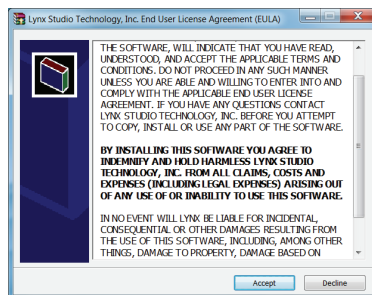 Lynx Studio Technology, Inc. End User License Agreement (EULA)
THE SOFTWARE, WILL INDICATE THAT YOU HAVE READ,
UNDERSTOOD, AND ACCEPT THE APPLICABLE TERMS AND
CONDITIONS. DO NOT PROCEED IN ANY SUCH MANNER
UNLESS YOU ARE ABLE AND WILLING TO ENTER INTO AND
COMPLY WITH THE APPLICABLE END USER LICENSE
AGREEMENT. IF YOU HAVE ANY QUESTIONS CONTACT
LYNX STUDIO TECHNOLOGY, INC. BEFORE YOU ATTEMPT
TO COPY, INSTALL OR USE ANY PART OF THE SOFTWARE.
BY INSTALLING THIS SOFTWARE YOU AGREE TO
INDEMNIFY AND HOLD HARMLESS LYNX STUDIO
TECHNOLOGY, INC. FROM ALL CLAIMS, COSTS AND
EXPENSES (INCLUDING LEGAL EXPENSES) ARISING OUT
OF ANY USE OF OR INABILITY TO USE THIS SOFTWARE.
IN NO EVENT WILL LYNX BE LIABLE FOR INCIDENTAL,
CONSEQUENTIAL OR OTHER DAMAGES RESULTING FROM
THE USE OF THIS SOFTWARE, INCLUDING, AMONG OTHER
THINGS, DAMAGE TO PROPERTY, DAMAGE BASED ON
Accept Decline